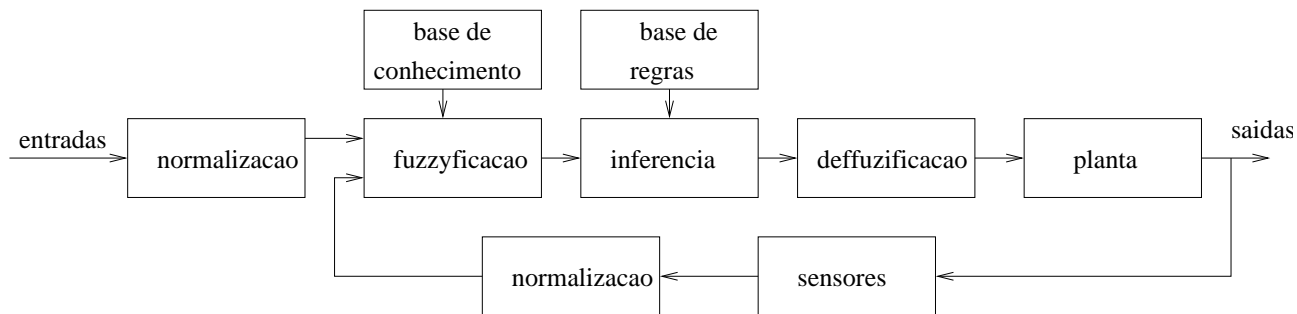 base de
conhecimento
base de
regras
entradas
normalizacao
fuzzyficacao
inferencia
deffuzificacao
planta
saidas
normalizacao
sensores